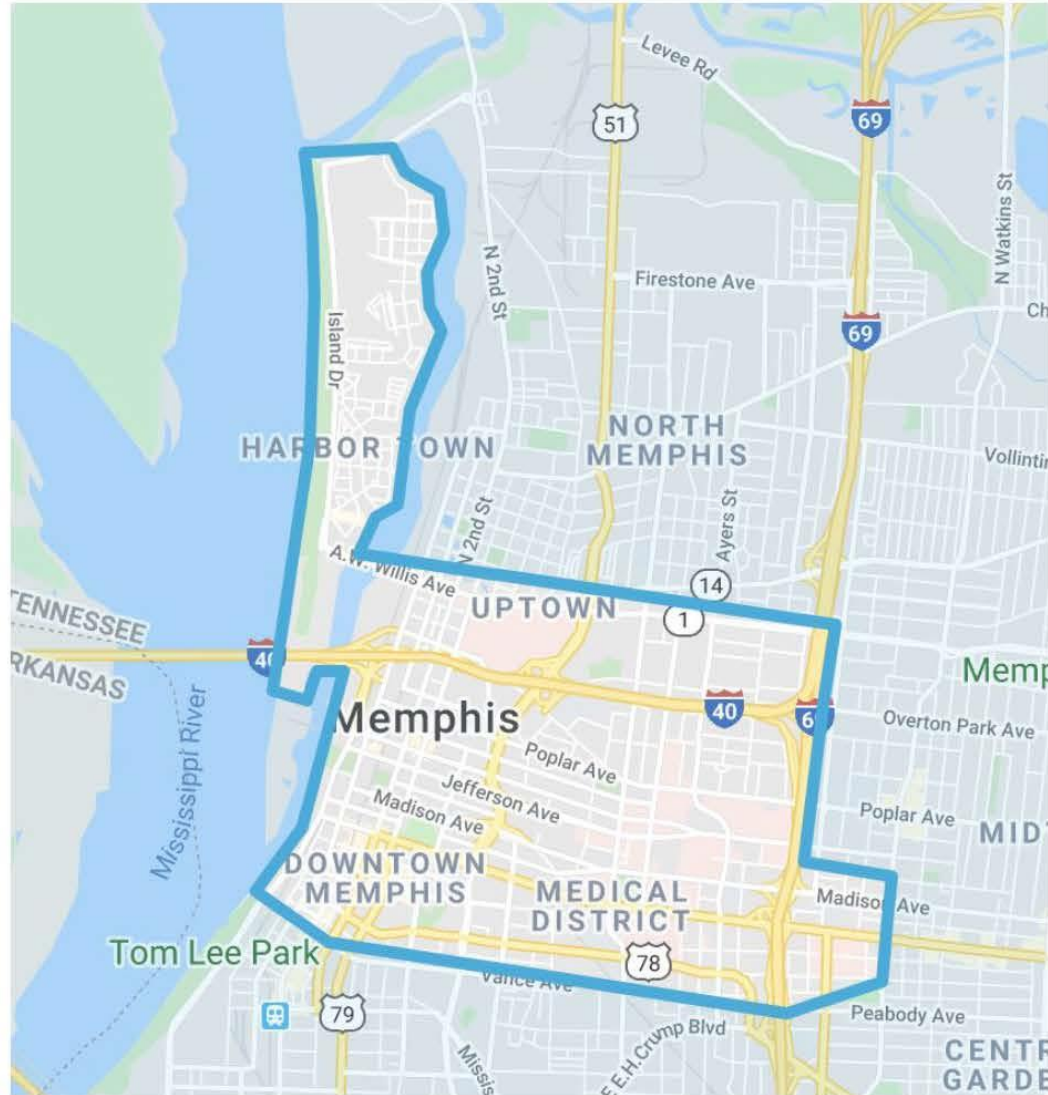 Levee Rd
51
69
N Watkins St
N 2nd St
Firestone Ave
69
Ch
Island Dr
HARBOR TOWN
NORTH
MEMPHIS
Vollintin
Ayers St
N 2nd St
A.W. Willis Ave
14
UPTOWN
1
TENNESSEE
ARKANSAS
40
Memp
40
69
Overton Park Ave
Memphis
Mississippi River
Poplar Ave
Jefferson Ave
Madison Ave
Poplar Ave
MIDT
DOWNTOWN
MEMPHIS
MEDICAL
DISTRICT
Madison Ave
Tom Lee Park
78
Vance Ave
79
Peabody Ave
E.E.H.Crump Blvd
Missis
CENTR
GARDE